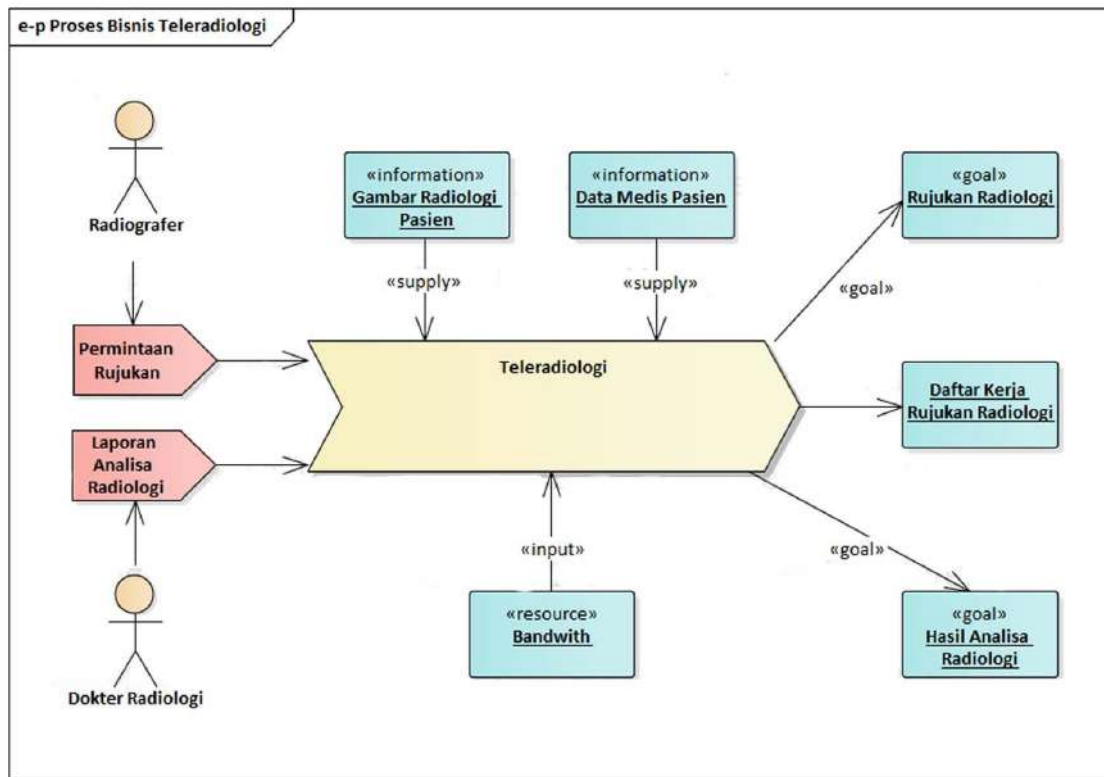 e-p Proses Bisnis Teleradiologi
Radiografer
«information»
Gambar Radiologi
Pasien
«information»
Data Medis Pasien
«goal»
Rujukan Radiologi
«supply»
«supply»
«goal»
Permintaan
Rujukan
Teleradiologi
Daftar Kerja
Rujukan Radiologi
Laporan
Analisa
Radiologi
«input»
«goal»
«resource»
Bandwith
«goal»
Hasil Analisa
Radiologi
Dokter Radiologi